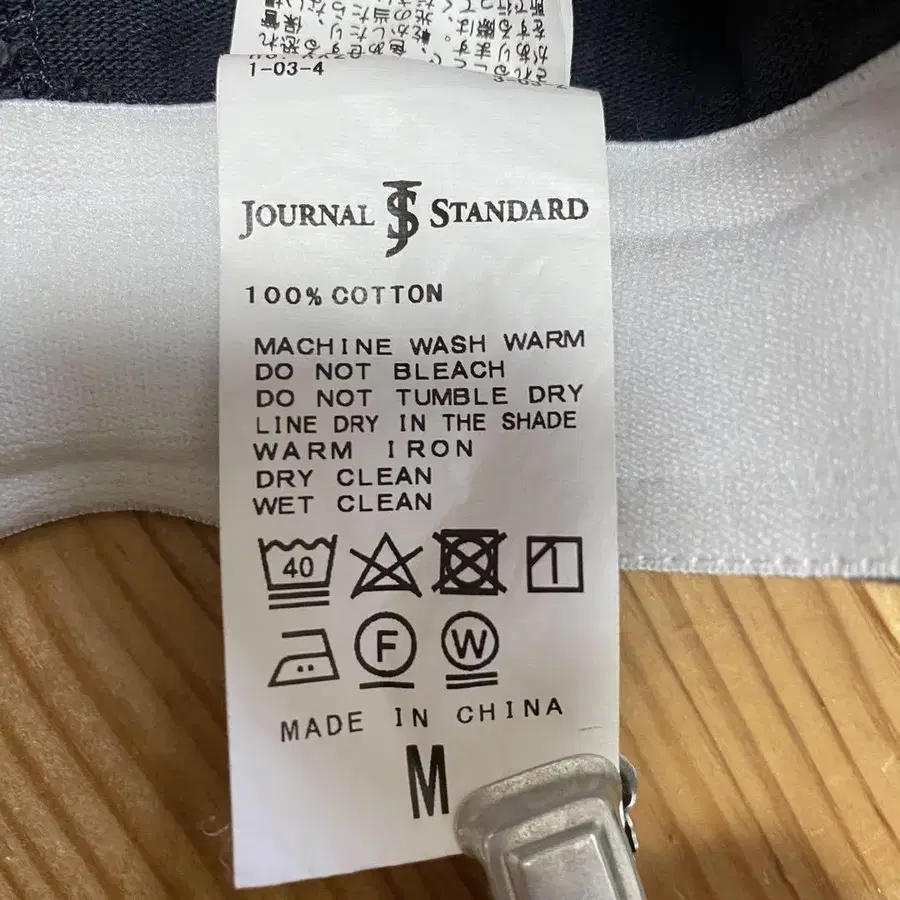 1-03-4
JOURNAL JS STANDARD
100% COTTON
MACHINE WASH WARM
DO NOT BLEACH
DO NOT TUMBLE DRY
LINE DRY IN THE SHADE
WARM IRON
DRY CLEAN
WET CLEAN
40
F W
MADE IN CHINA
M